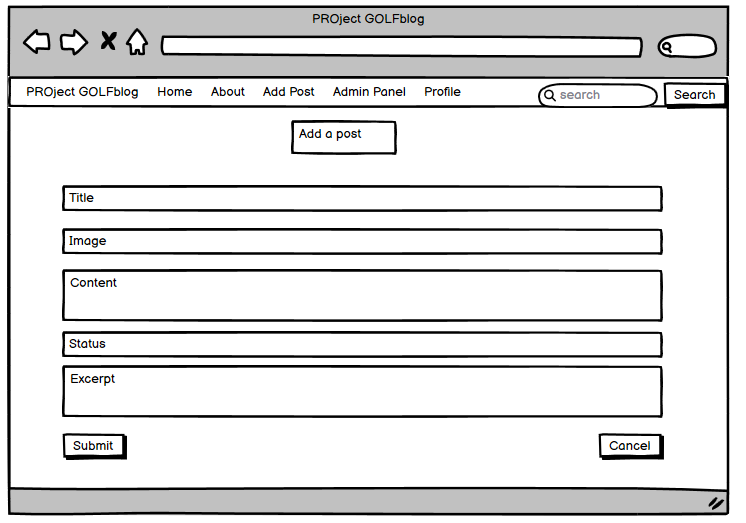 PROject GOLFblog
PROject GOLFblog Home About Add Post Admin Panel Profile search Search
Add a post
Title
Image
Content
Status
Excerpt
Submit Cancel